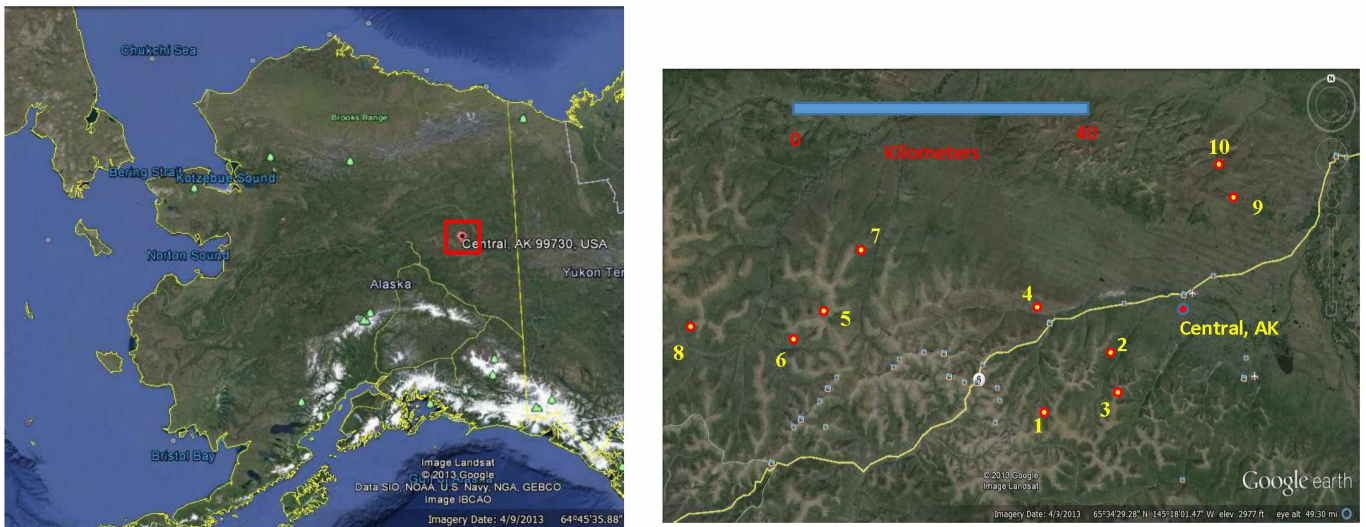 Chukchi Sea
Brooks Range
Bering Strait
Kotzebue Sound
Central, AK 99730, USA
Norton Sound
Yukon Ter
Alaska
Bristol Bay
Image Landsat
© 2013 Google
Data SIO, NOAA, U.S. Navy, NGA, GEBCO
Image IBCAO
Imagery Date: 4/9/2013 64°45'35.88"
N
0
40
Kilometers
10
9
7
4
5
Central, AK
8
6
2
6
3
1
© 2013 Google
Image Landsat
Google earth
Imagery Date: 4/9/2013 65°34'29.28" N 145°18'01.47" W elev 2977 ft eye alt 49.30 mi